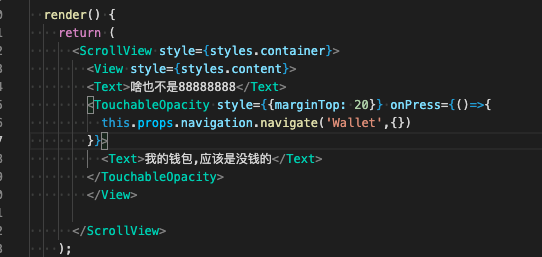 render() {
return (
<ScrollView style={styles.container}>
<View style={styles.content}>
<Text>啥也不是88888888</Text>
<TouchableOpacity style={{marginTop: 20}} onPress={()=>{
this.props.navigation.navigate('Wallet',{})
}}>
<Text>我的钱包,应该是没钱的</Text>
</TouchableOpacity>
</View>
</ScrollView>
);